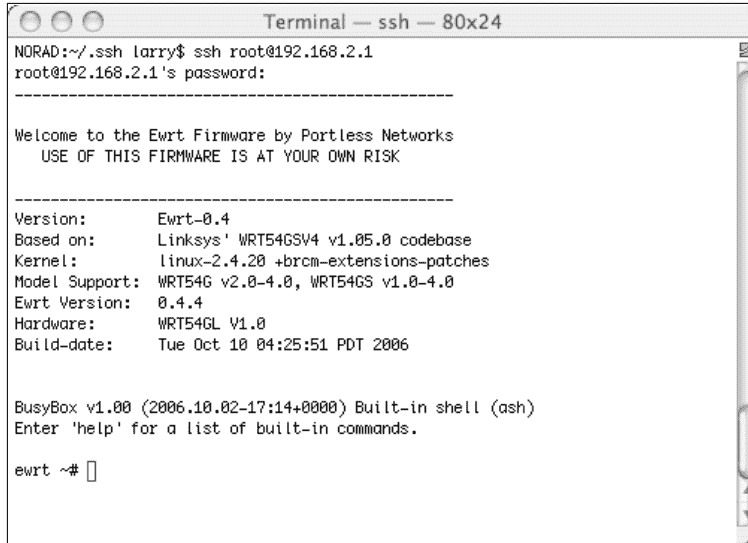 Terminal — ssh — 80x24
NORAD:~/.ssh larry$ ssh root@192.168.2.1
root@192.168.2.1's password:
-------------------------------------------------
Welcome to the Ewrt Firmware by Portless Networks
USE OF THIS FIRMWARE IS AT YOUR OWN RISK
-------------------------------------------------
Version: Ewrt-0.4
Based on: Linksys' WRT54GSV4 v1.05.0 codebase
Kernel: linux-2.4.20 +brcm-extensions-patches
Model Support: WRT54G v2.0-4.0, WRT54GS v1.0-4.0
Ewrt Version: 0.4.4
Hardware: WRT54GL V1.0
Build-date: Tue Oct 10 04:25:51 PDT 2006
BusyBox v1.00 (2006.10.02-17:14+0000) Built-in shell (ash)
Enter 'help' for a list of built-in commands.
ewrt ~#